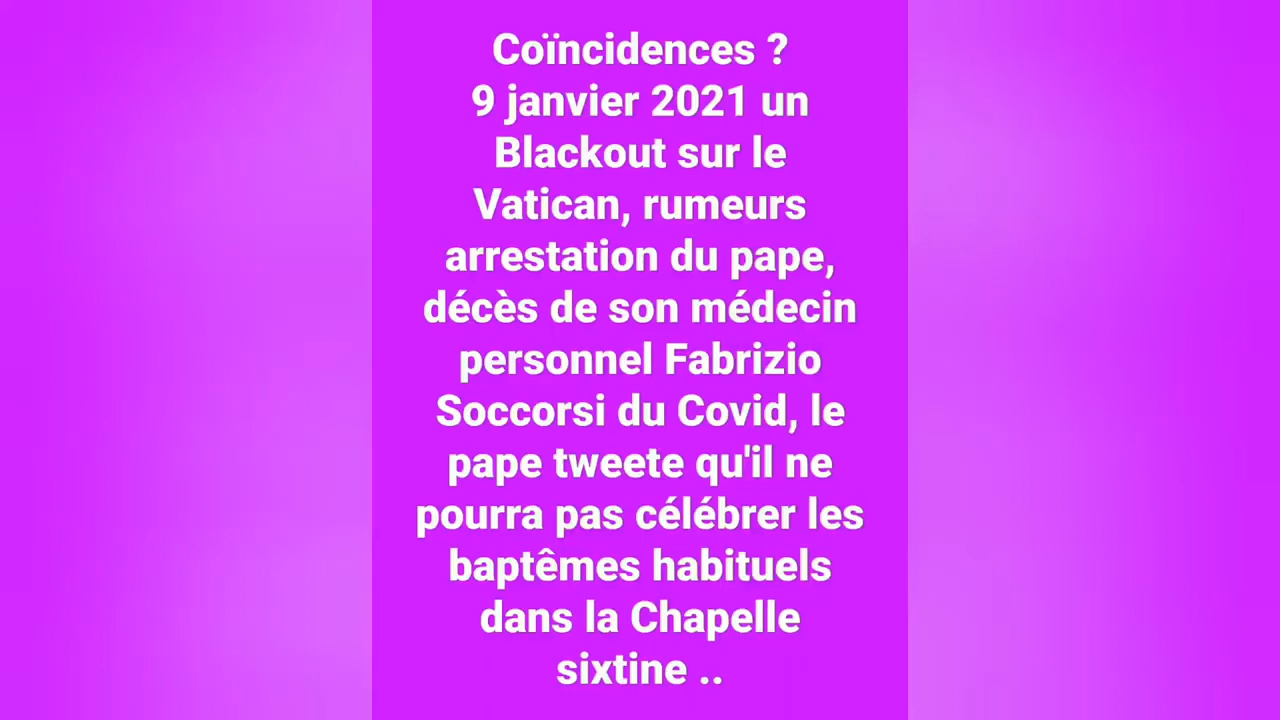 Coïncidences ?
9 janvier 2021 un
Blackout sur le
Vatican, rumeurs
arrestation du pape,
décès de son médecin
personnel Fabrizio
Soccorsi du Covid, le
pape tweete qu'il ne
pourra pas célébrer les
baptêmes habituels
dans la Chapelle
sixtine ..